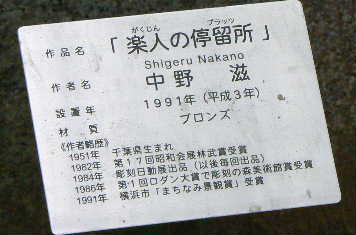 がくじん　プラッツ
作品名　「楽人の停留所」
Shigeru Nakano
作者名　中野　滋
設置年　1991年（平成3年）
材　質　ブロンズ
《作者略歴》
1951年　千葉県生まれ
1982年　第17回昭和会展林武賞受賞
1984年　彫刻日動展出品（以後毎回出品）
1986年　第1回ロダン大賞で彫刻の森美術館賞受賞
1991年　横浜市「まちなみ景観賞」受賞